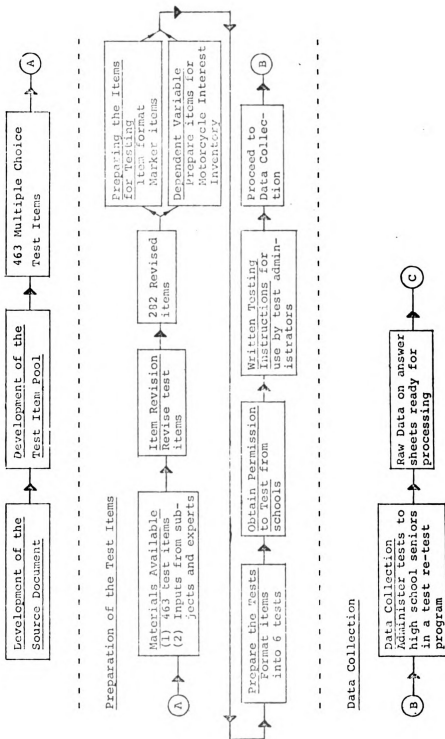 Development of the
Source Document
Development of the
Test Item Pool
463 Multiple Choice
Test Items
A
Preparation of the Test Items
A
Materials Available
(1) 463 test items
(2) Inputs from sub-
jects and experts
Item Revision
Revise test
items
282 Revised
items
Preparing the Items
for Testing
Item format
Marker items
Dependent Variable
Prepare items for
Motorcycle Interest
Inventory
Prepare the Tests
Format items
into 6 tests
Obtain Permission
to Test from
schools
Written Testing
Instructions for
use by test admin-
istrators
Proceed to
Data Collec-
tion
B
Data Collection
B
Data Collection
Administer tests to
high school seniors
in a test re-test
program
Raw Data on answer
sheets ready for
processing
C